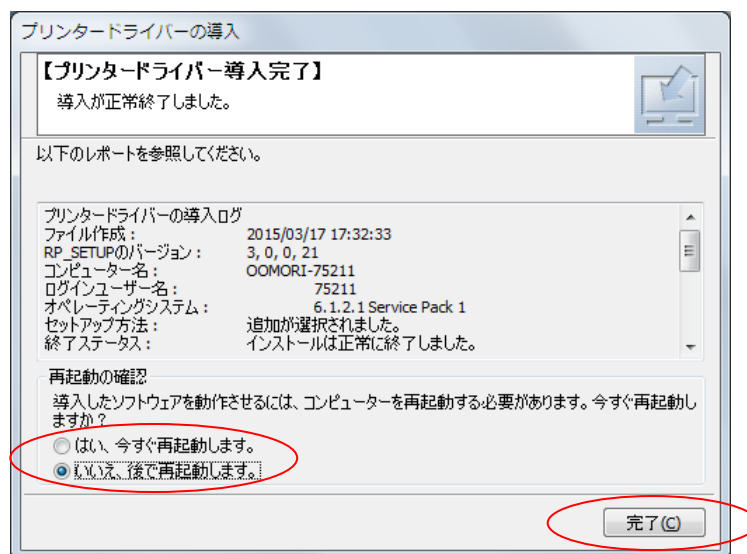 プリンタードライバーの導入
【プリンタードライバー導入完了】
導入が正常終了しました。
以下のレポートを参照してください。
プリンタードライバーの導入ログ
ファイル作成： 2015/03/17 17:32:33
RP_SETUPのバージョン： 3, 0, 0, 21
コンピューター名： OOMORI-75211
ログインユーザー名： 75211
オペレーティングシステム： 6.1.2.1 Service Pack 1
セットアップ方法： 追加が選択されました。
終了ステータス： インストールは正常に終了しました。
再起動の確認
導入したソフトウェアを動作させるには、コンピューターを再起動する必要があります。今すぐ再起動し
ますか？
はい、今すぐ再起動します。
いいえ、後で再起動します。
完了(C)